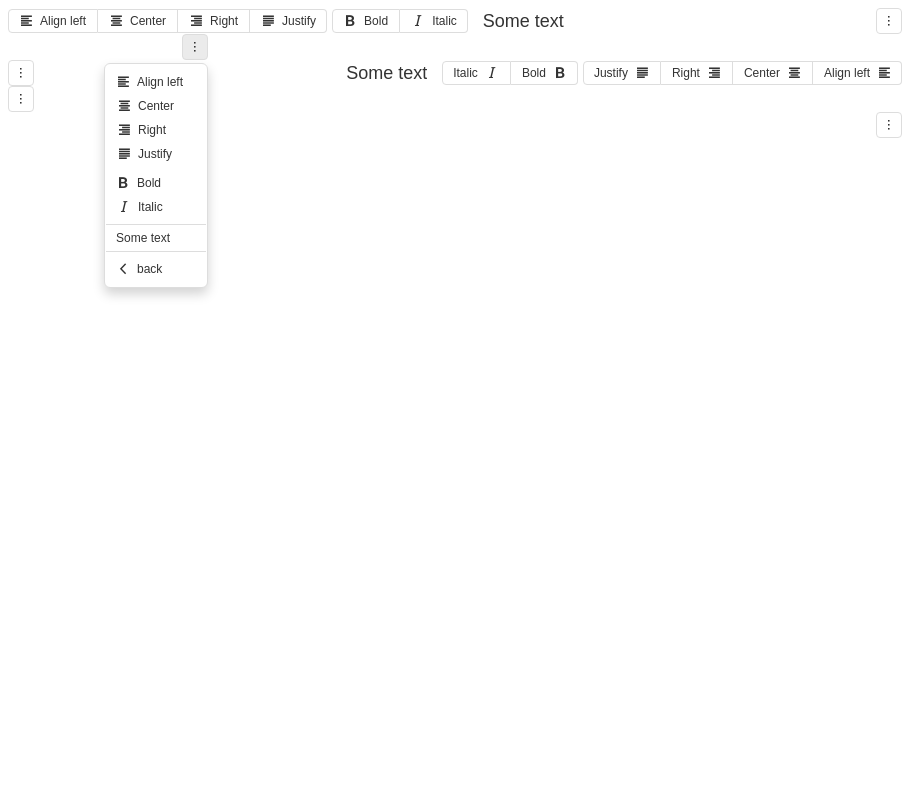 Align left Center Right Justify Bold Italic Some text
Some text Italic Bold Justify Right Center Align left
Align left
Center
Right
Justify
Bold
Italic
Some text
back